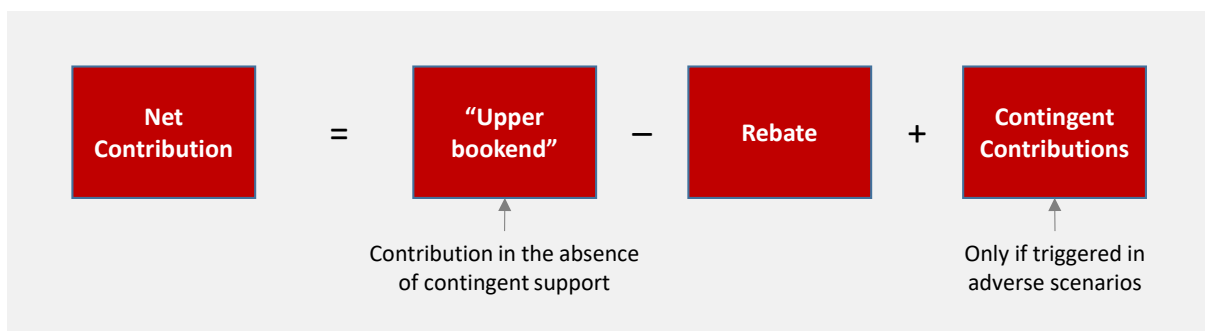 Net
Contribution
=
“Upper
bookend”
–
Rebate
+
Contingent
Contributions
Contribution in the absence
of contingent support
Only if triggered in
adverse scenarios